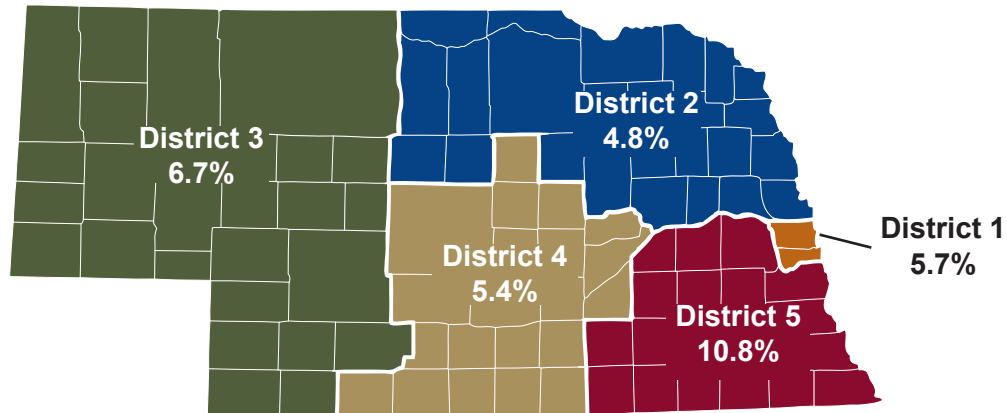 District 2
4.8%
District 3
6.7%
District 1
5.7%
District 4
5.4%
District 5
10.8%